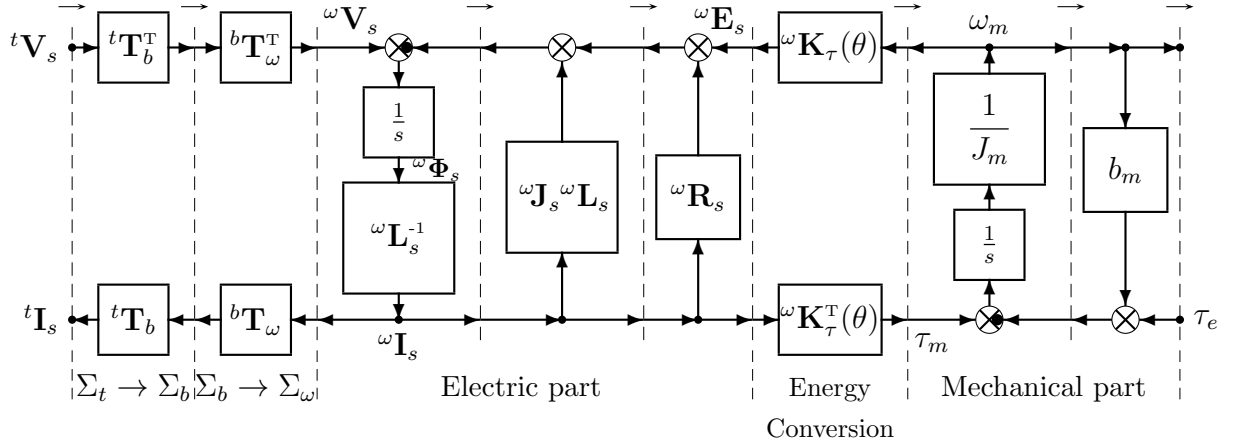 ᵗV_s
ᵗT_bᵀ
ᵇT_ωᵀ
^ωV_s
^ωE_s
^ωK_τ(θ)
ω_m
1/s
^ωΦ_s
^ωL_s⁻¹
^ωJ_s ^ωL_s
^ωR_s
1/J_m
1/s
b_m
ᵗI_s
ᵗT_b
ᵇT_ω
^ωI_s
^ωK_τᵀ(θ)
τ_m
τ_e
Σ_t → Σ_b Σ_b → Σ_ω Electric part Energy Mechanical part
Conversion